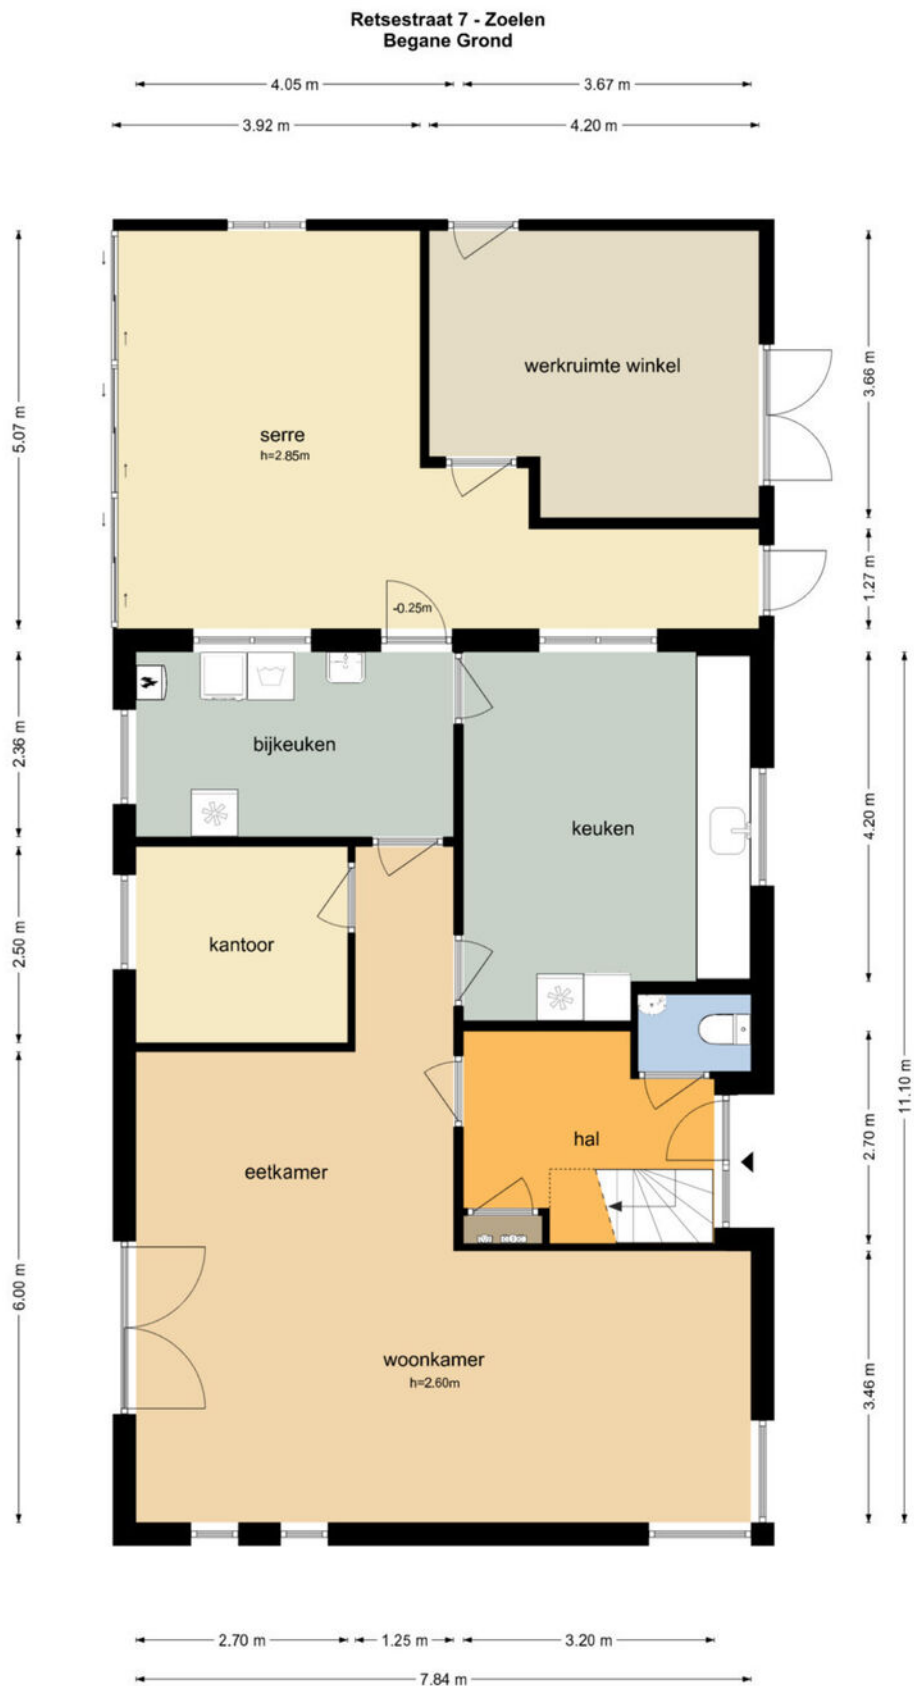 Retsestraat 7 - Zoelen
Begane Grond
4.05 m
3.67 m
3.92 m
4.20 m
werkruimte winkel
serre
h=2.85m
5.07 m
3.66 m
1.27 m
-0.25m
bijkeuken
keuken
kantoor
2.36 m
4.20 m
2.50 m
hal
eetkamer
2.70 m
11.10 m
6.00 m
woonkamer
h=2.60m
3.46 m
2.70 m
1.25 m
3.20 m
7.84 m